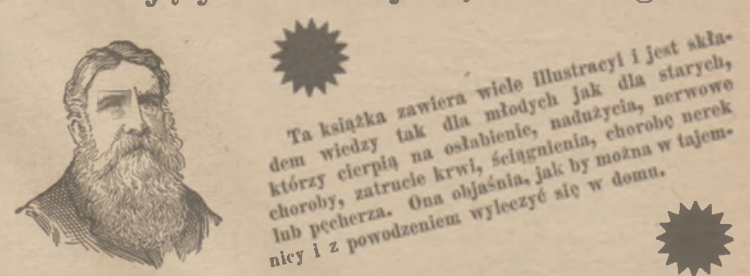 Ta książka zawiera wiele illustracyi i jest skła-
dem wiedzy tak dla młodych jak dla starych,
którzy cierpią na osłabienie, nadużycia, nerwowe
choroby, zatrucie krwi, ściągnienia, chorobę nerek
lub pęcherza. Ona objaśnia, jak by można w tajem-
nicy i z powodzeniem wyleczyć się w domu.